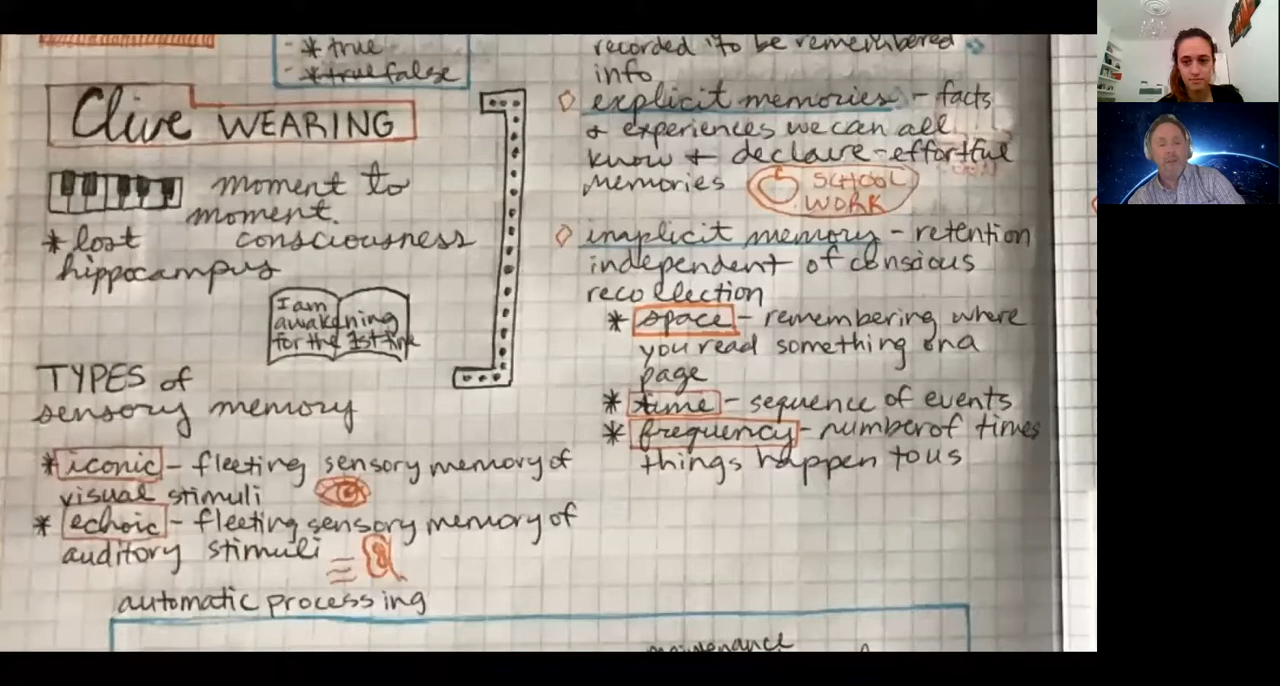 * true
* true false
Clive WEARING
moment to
moment.
* lost consciousness
hippocampus
I am
awakening
for the 1st time
TYPES of
sensory memory
* iconic - fleeting sensory memory of
visual stimuli
* echoic - fleeting sensory memory of
auditory stimuli
automatic processing
recorded to be remembered
info
explicit memories - facts
& experiences we can all
know + declare - effortful
memories
SCHOOL
WORK
implicit memory - retention
independent of conscious
recollection
* space - remembering where
you read something on a
page
* time - sequence of events
* frequency - number of times
things happen to us